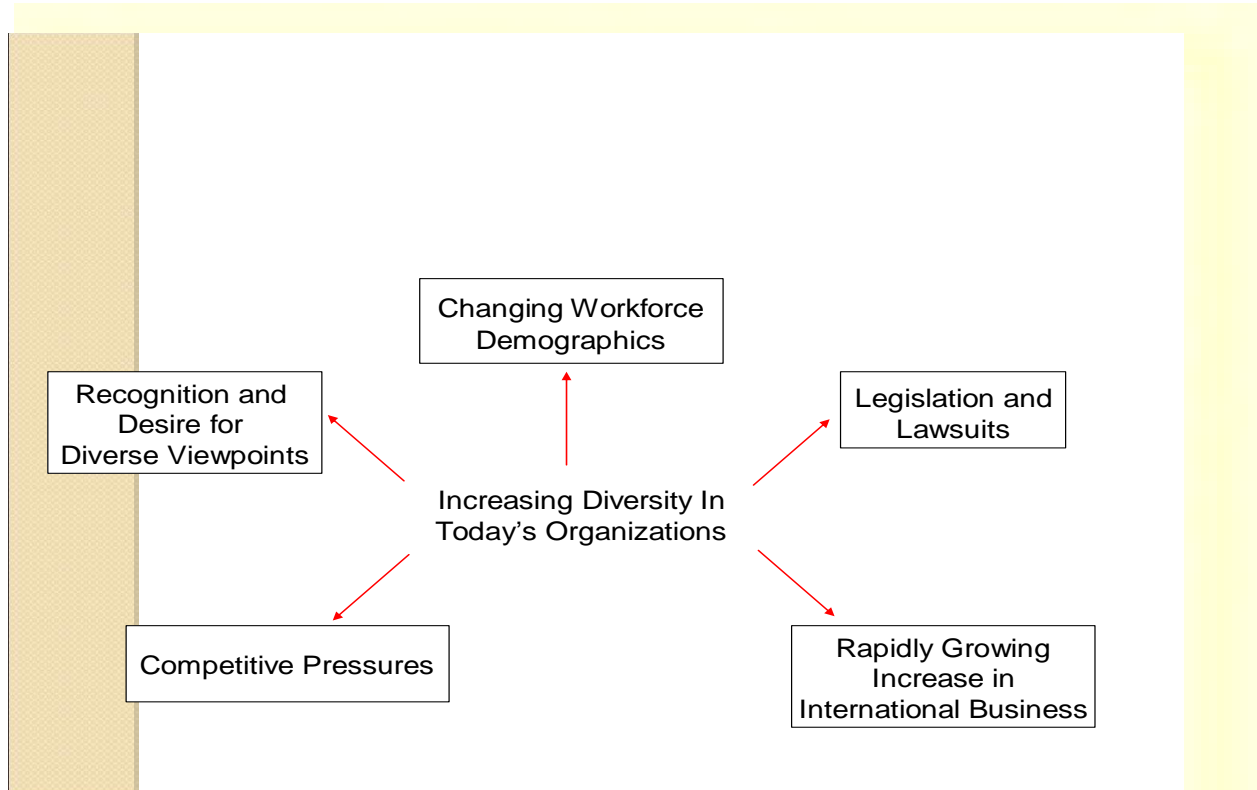 Changing Workforce
Demographics
Recognition and
Desire for
Diverse Viewpoints
Legislation and
Lawsuits
Increasing Diversity In
Today’s Organizations
Competitive Pressures
Rapidly Growing
Increase in
International Business